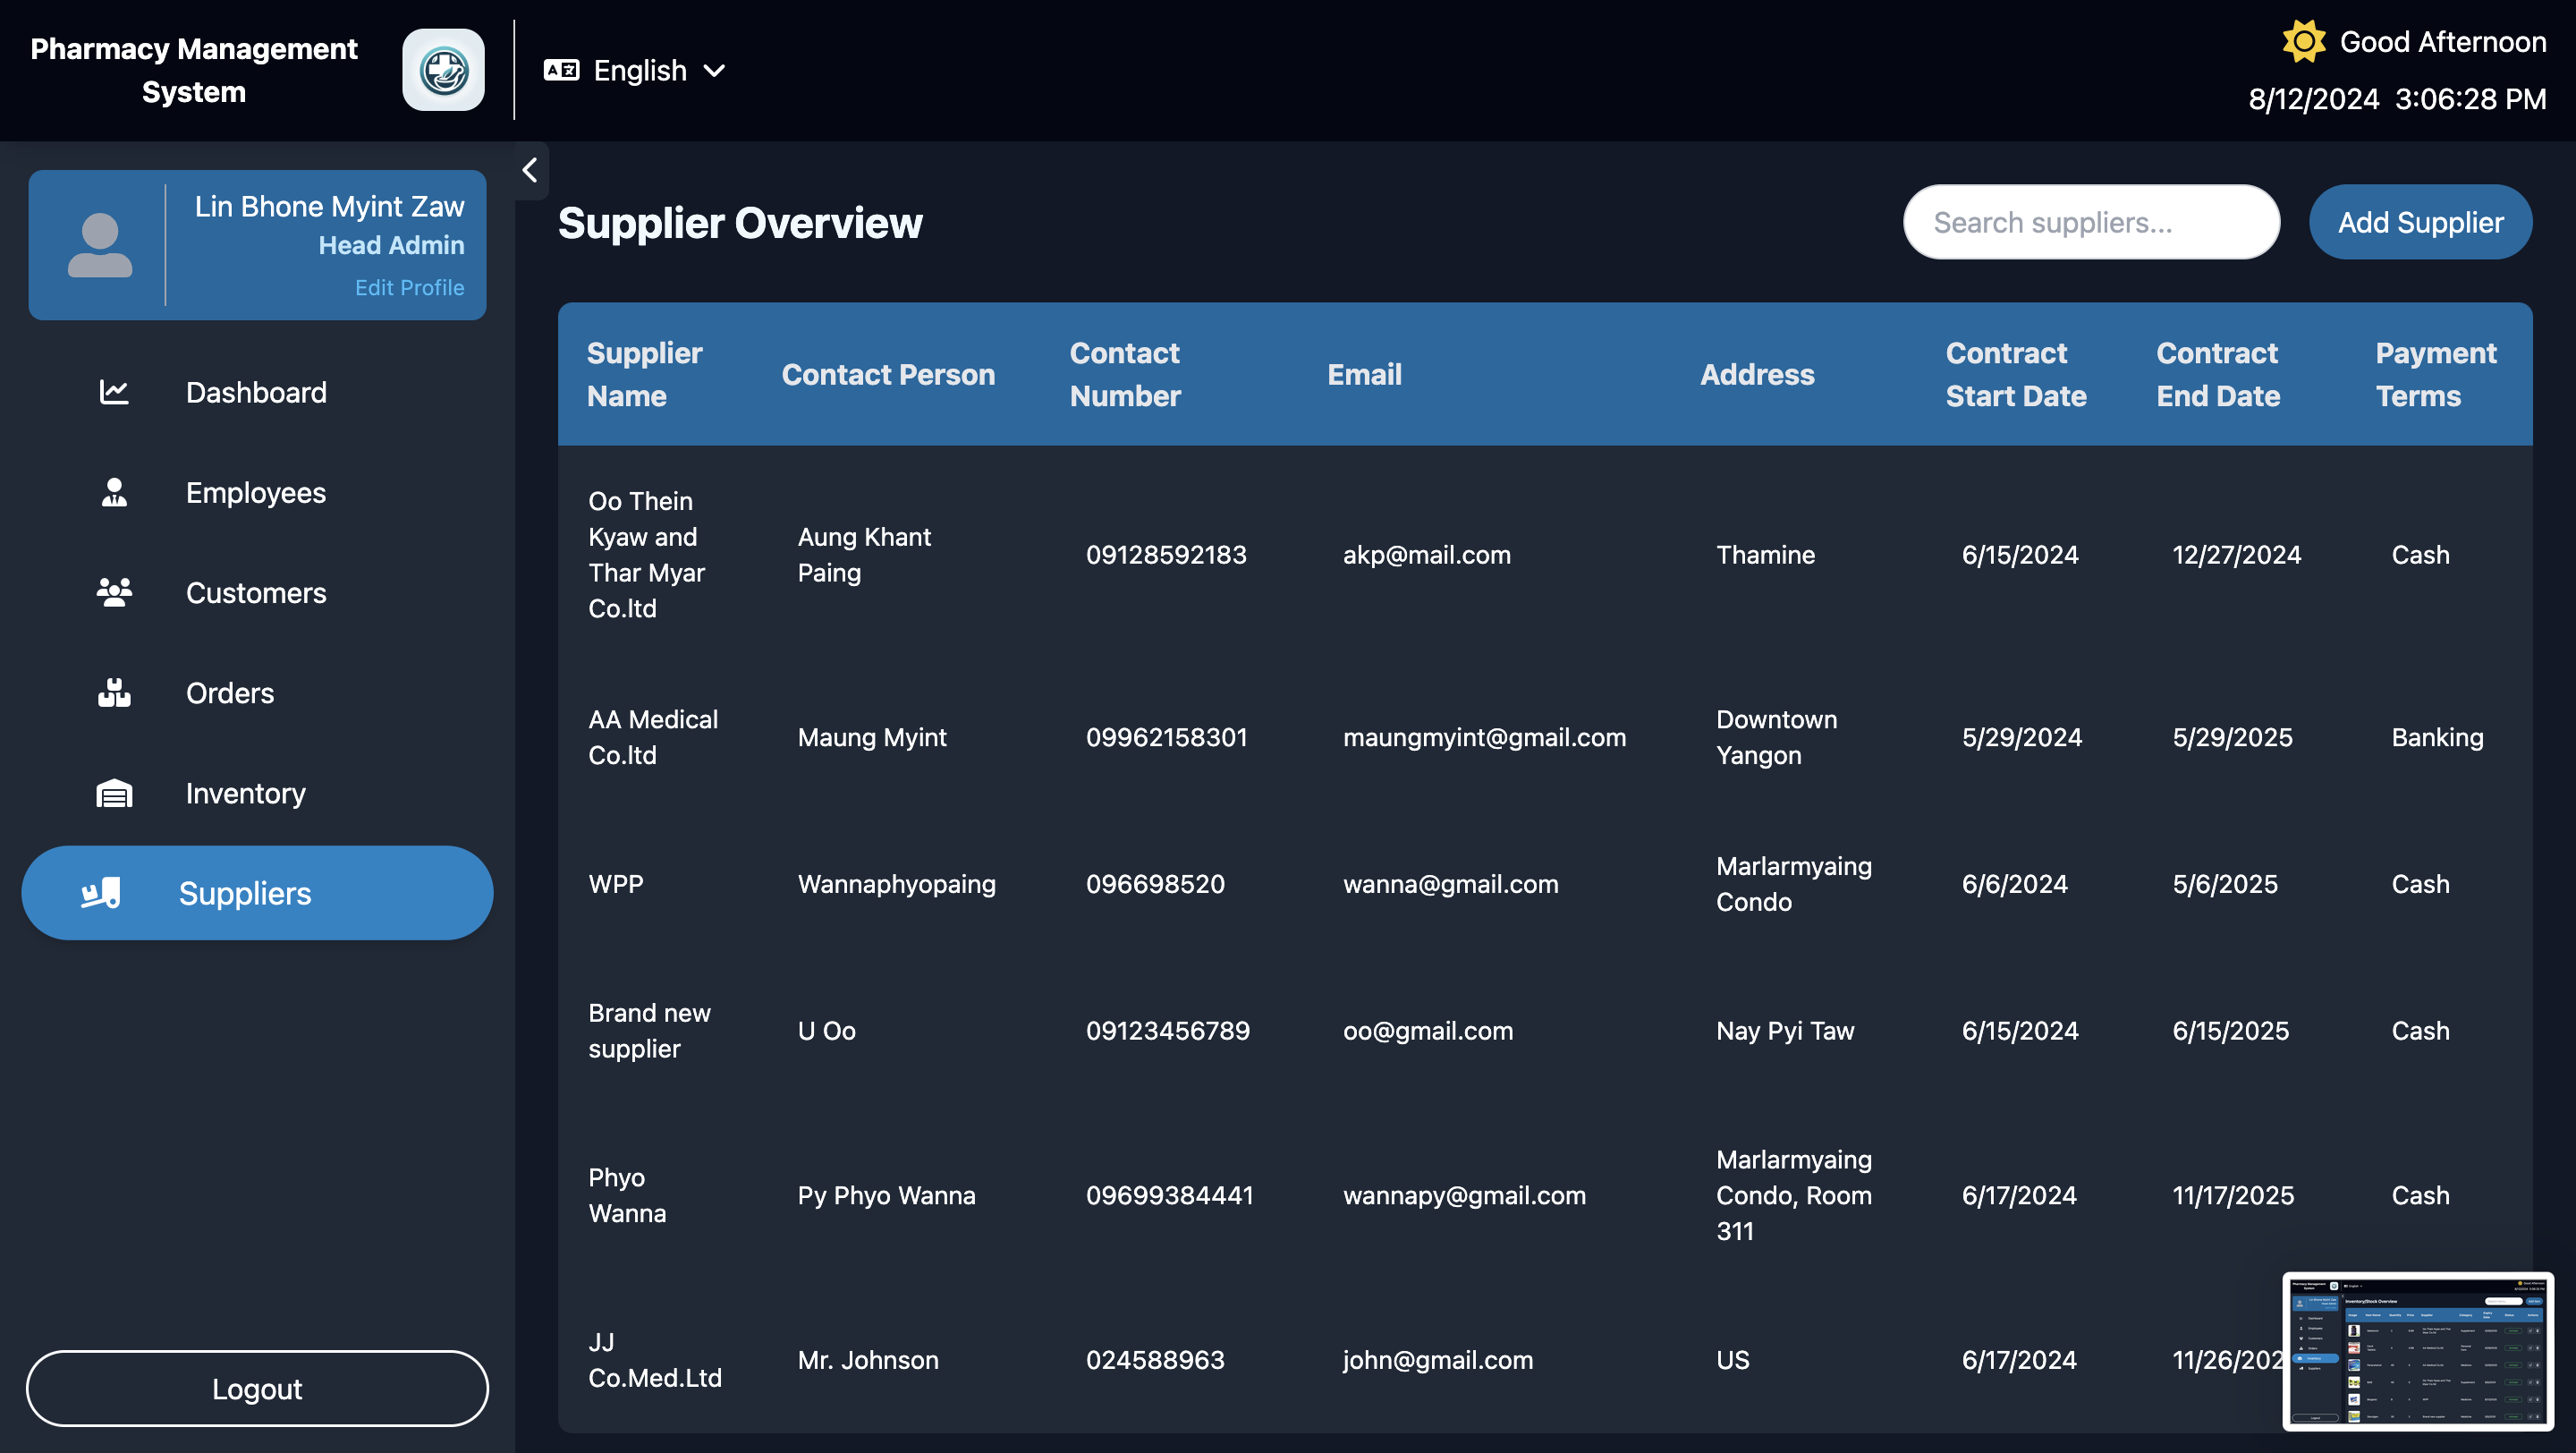 Pharmacy Management
System
English
Good Afternoon
8/12/2024 3:06:28 PM
Lin Bhone Myint Zaw
Head Admin
Edit Profile
Dashboard
Employees
Customers
Orders
Inventory
Suppliers
Logout
Supplier Overview
Search suppliers...
Add Supplier
Supplier
Name
Contact Person
Contact
Number
Email
Address
Contract
Start Date
Contract
End Date
Payment
Terms
Oo Thein
Kyaw and
Thar Myar
Co.ltd
Aung Khant
Paing
09128592183
akp@mail.com
Thamine
6/15/2024
12/27/2024
Cash
AA Medical
Co.ltd
Maung Myint
09962158301
maungmyint@gmail.com
Downtown
Yangon
5/29/2024
5/29/2025
Banking
WPP
Wannaphyopaing
096698520
wanna@gmail.com
Marlarmyaing
Condo
6/6/2024
5/6/2025
Cash
Brand new
supplier
U Oo
09123456789
oo@gmail.com
Nay Pyi Taw
6/15/2024
6/15/2025
Cash
Phyo
Wanna
Py Phyo Wanna
09699384441
wannapy@gmail.com
Marlarmyaing
Condo, Room
311
6/17/2024
11/17/2025
Cash
JJ
Co.Med.Ltd
Mr. Johnson
024588963
john@gmail.com
US
6/17/2024
11/26/202
Pharmacy Management
System
Inventory/Stock Overview